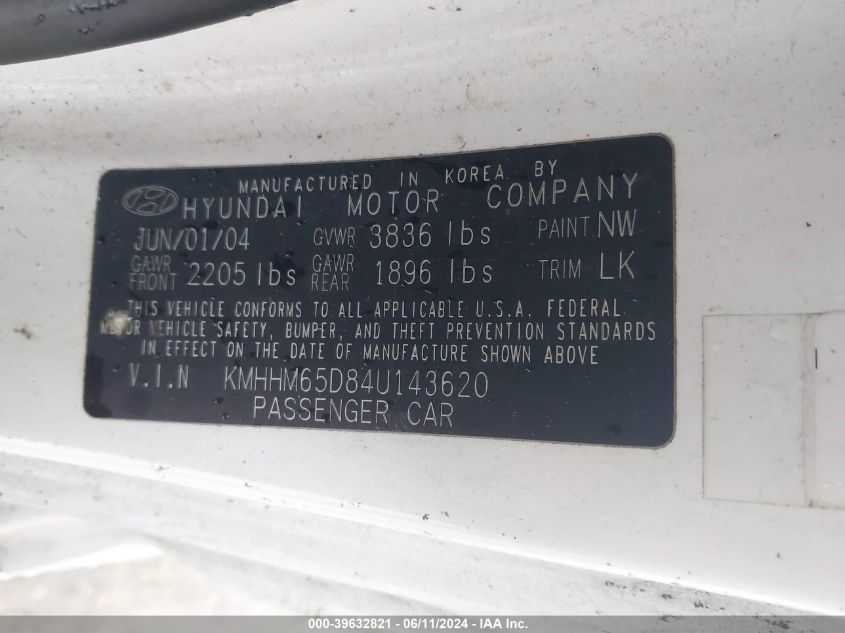 MANUFACTURED IN KOREA BY
HYUNDAI MOTOR COMPANY
JUN/01/04 GVWR 3836 lbs PAINT NW
GAWR FRONT 2205 lbs GAWR REAR 1896 lbs TRIM LK
THIS VEHICLE CONFORMS TO ALL APPLICABLE U.S.A. FEDERAL
MOTOR VEHICLE SAFETY, BUMPER, AND THEFT PREVENTION STANDARDS
IN EFFECT ON THE DATE OF MANUFACTURE SHOWN ABOVE
V.I.N KMHHM65D84U143620
PASSENGER CAR
000-39632821 - 06/11/2024 - IAA Inc.